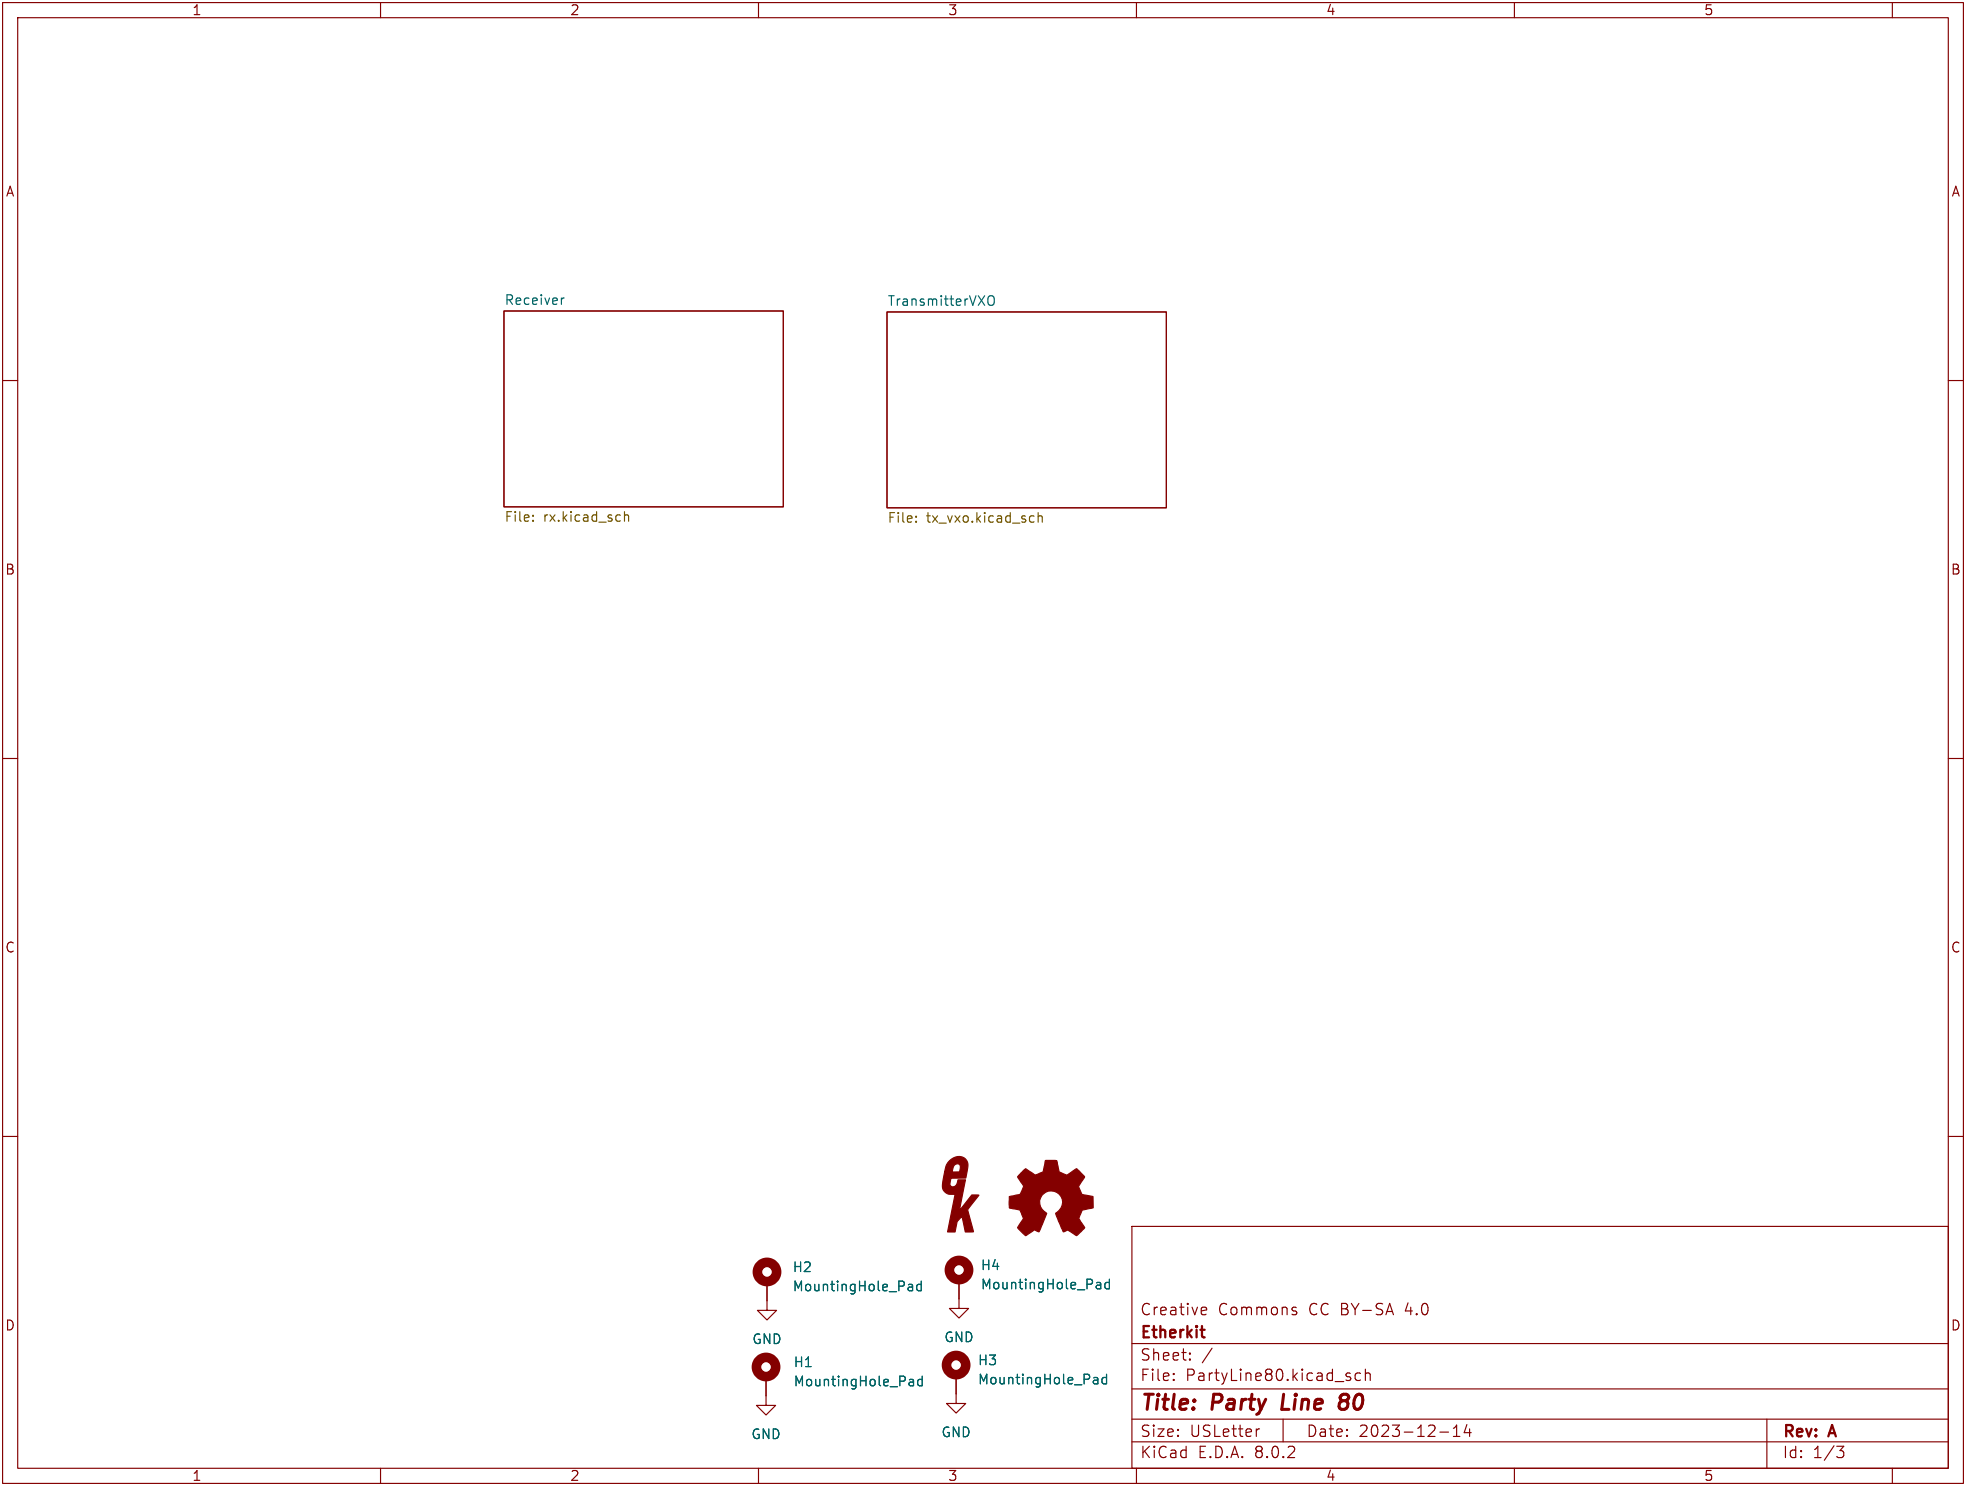 1 2 3 4 5
A A
Receiver
TransmitterVXO
File: rx.kicad_sch
File: tx_vxo.kicad_sch
B B
C C
ek
H2
MountingHole_Pad
GND
H4
MountingHole_Pad
GND
H1
MountingHole_Pad
GND
H3
MountingHole_Pad
GND
D D
Creative Commons CC BY-SA 4.0
Etherkit
Sheet: /
File: PartyLine80.kicad_sch
Title: Party Line 80
Size: USLetter Date: 2023-12-14 Rev: A
KiCad E.D.A. 8.0.2 Id: 1/3
1 2 3 4 5